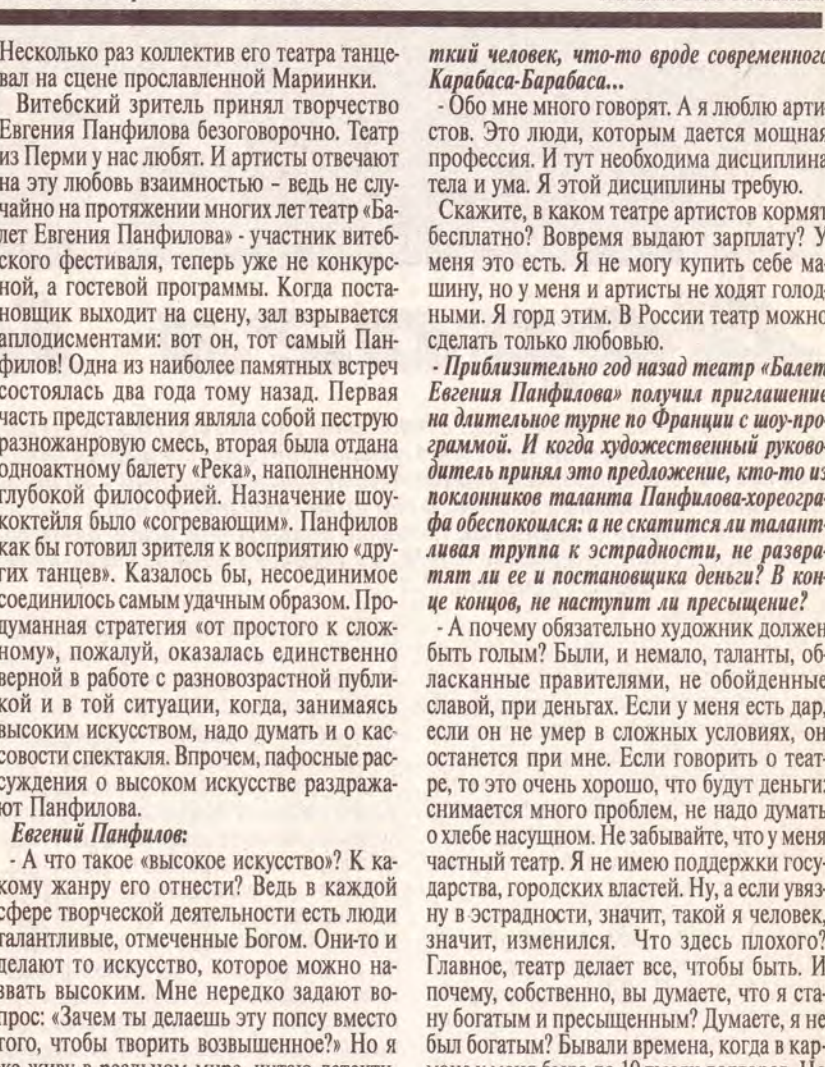 Несколько раз коллектив его театра танце-
вал на сцене прославленной Мариинки.
Витебский зритель принял творчество
Евгения Панфилова безоговорочно. Театр
из Перми у нас любят. И артисты отвечают
на эту любовь взаимностью – ведь не слу-
чайно на протяжении многих лет театр «Ба-
лет Евгения Панфилова» - участник витеб-
ского фестиваля, теперь уже не конкурс-
ной, а гостевой программы. Когда поста-
новщик выходит на сцену, зал взрывается
аплодисментами: вот он, тот самый Пан-
филов! Одна из наиболее памятных встреч
состоялась два года тому назад. Первая
часть представления являла собой пеструю
разножанровую смесь, вторая была отдана
одноактному балету «Река», наполненному
глубокой философией. Назначение шоу-
коктейля было «согревающим». Панфилов
как бы готовил зрителя к восприятию «дру-
гих танцев». Казалось бы, несоединимое
соединилось самым удачным образом. Про-
думанная стратегия «от простого к слож-
ному», пожалуй, оказалась единственно
верной в работе с разновозрастной публи-
кой и в той ситуации, когда, занимаясь
высоким искусством, надо думать и о кас-
совости спектакля. Впрочем, пафосные рас-
суждения о высоком искусстве раздража-
ют Панфилова.
Евгений Панфилов:
- А что такое «высокое искусство»? К ка-
кому жанру его отнести? Ведь в каждой
сфере творческой деятельности есть люди
талантливые, отмеченные Богом. Они-то и
делают то искусство, которое можно на-
звать высоким. Мне нередко задают во-
прос: «Зачем ты делаешь эту попсу вместо
того, чтобы творить возвышенное?» Но я
ткий человек, что-то вроде современного
Карабаса-Барабаса...
- Обо мне много говорят. А я люблю арти-
стов. Это люди, которым дается мощная
профессия. И тут необходима дисциплина
тела и ума. Я этой дисциплины требую.
Скажите, в каком театре артистов кормят
бесплатно? Вовремя выдают зарплату? У
меня это есть. Я не могу купить себе ма-
шину, но у меня и артисты не ходят голод-
ными. Я горд этим. В России театр можно
сделать только любовью.
- Приблизительно год назад театр «Балет
Евгения Панфилова» получил приглашение
на длительное турне по Франции с шоу-про-
граммой. И когда художественный руково-
дитель принял это предложение, кто-то из
поклонников таланта Панфилова-хореогра-
фа обеспокоился: а не скатится ли талант-
ливая труппа к эстрадности, не развра-
тят ли ее и постановщика деньги? В кон-
це концов, не наступит ли пресыщение?
- А почему обязательно художник должен
быть голым? Были, и немало, таланты, об-
ласканные правителями, не обойденные
славой, при деньгах. Если у меня есть дар,
если он не умер в сложных условиях, он
останется при мне. Если говорить о теат-
ре, то это очень хорошо, что будут деньги:
снимается много проблем, не надо думать
о хлебе насущном. Не забывайте, что у меня
частный театр. Я не имею поддержки госу-
дарства, городских властей. Ну, а если увяз-
ну в эстрадности, значит, такой я человек,
значит, изменился. Что здесь плохого?
Главное, театр делает все, чтобы быть. И
почему, собственно, вы думаете, что я ста-
ну богатым и пресыщенным? Думаете, я не
был богатым? Бывали времена, когда в кар-